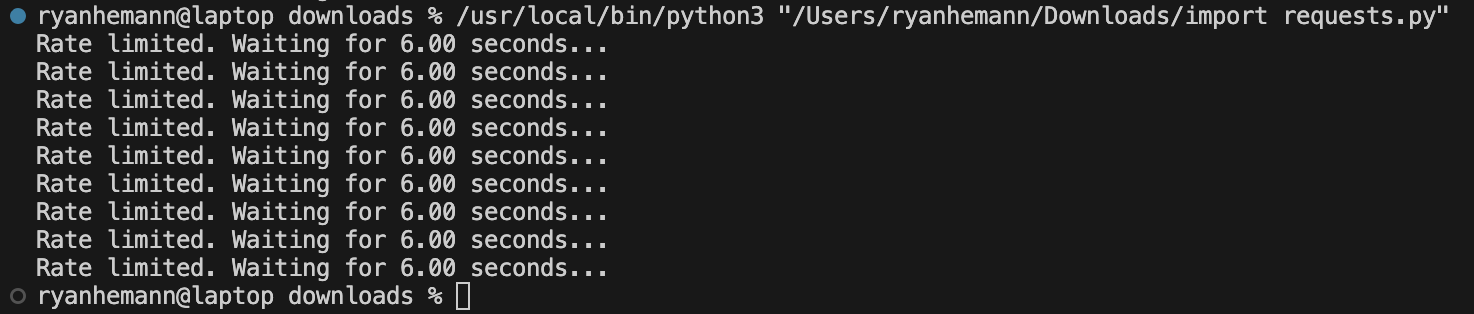 ryanhemann@laptop downloads % /usr/local/bin/python3 "/Users/ryanhemann/Downloads/import requests.py"
Rate limited. Waiting for 6.00 seconds...
Rate limited. Waiting for 6.00 seconds...
Rate limited. Waiting for 6.00 seconds...
Rate limited. Waiting for 6.00 seconds...
Rate limited. Waiting for 6.00 seconds...
Rate limited. Waiting for 6.00 seconds...
Rate limited. Waiting for 6.00 seconds...
Rate limited. Waiting for 6.00 seconds...
Rate limited. Waiting for 6.00 seconds...
ryanhemann@laptop downloads %